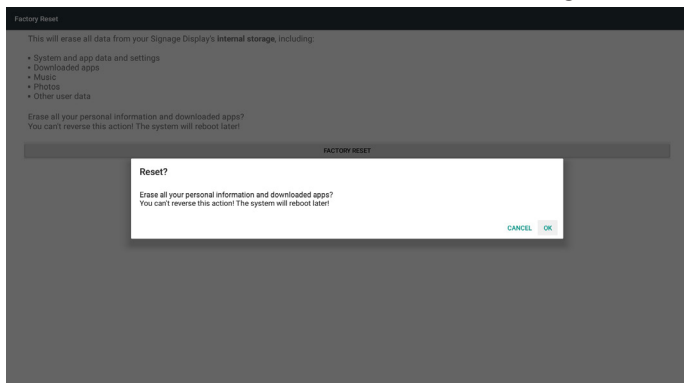 Factory Reset
This will erase all data from your Signage Display's internal storage, including:
• System and app data and settings
• Downloaded apps
• Music
• Photos
• Other user data
Erase all your personal information and downloaded apps?
You can't reverse this action! The system will reboot later!
FACTORY RESET
Reset?
Erase all your personal information and downloaded apps?
You can't reverse this action! The system will reboot later!
CANCEL OK